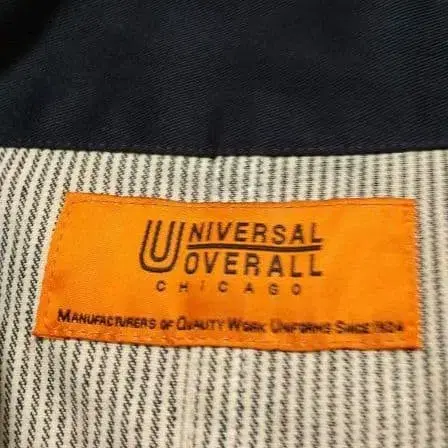 UNIVERSAL
OVERALL
CHICAGO
MANUFACTURERS OF QUALITY WORK UNIFORMS SINCE 1924